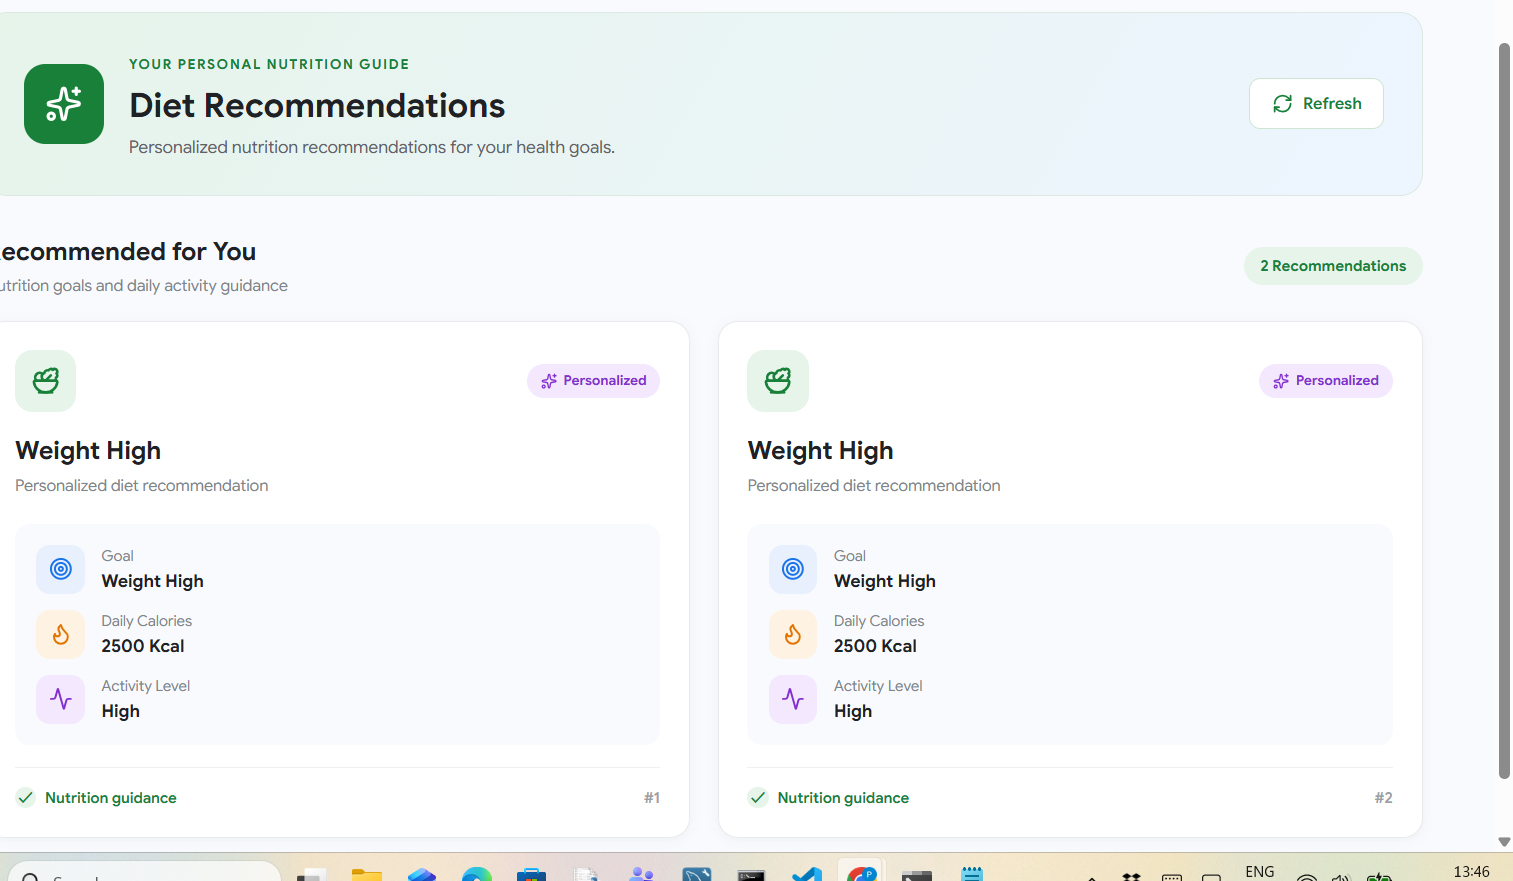 YOUR PERSONAL NUTRITION GUIDE
Diet Recommendations
Personalized nutrition recommendations for your health goals.
Refresh
ecommended for You
utrition goals and daily activity guidance
2 Recommendations
Personalized
Weight High
Personalized diet recommendation
Goal
Weight High
Daily Calories
2500 Kcal
Activity Level
High
Nutrition guidance
#1
Personalized
Weight High
Personalized diet recommendation
Goal
Weight High
Daily Calories
2500 Kcal
Activity Level
High
Nutrition guidance
#2
ENG
13:46